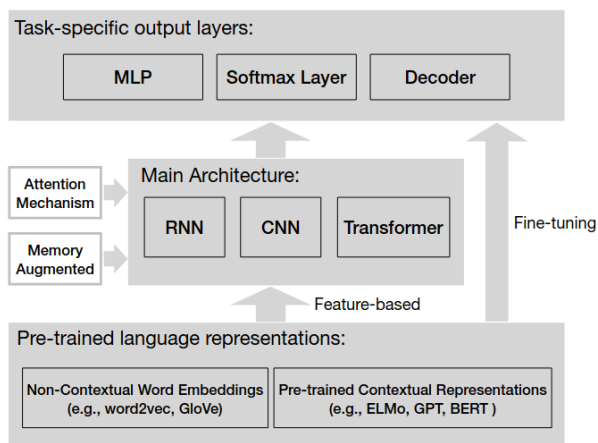 Task-specific output layers:
MLP
Softmax Layer
Decoder
Attention
Mechanism
Main Architecture:
RNN
CNN
Transformer
Memory
Augmented
Fine-tuning
Feature-based
Pre-trained language representations:
Non-Contextual Word Embeddings
(e.g., word2vec, GloVe)
Pre-trained Contextual Representations
(e.g., ELMo, GPT, BERT )